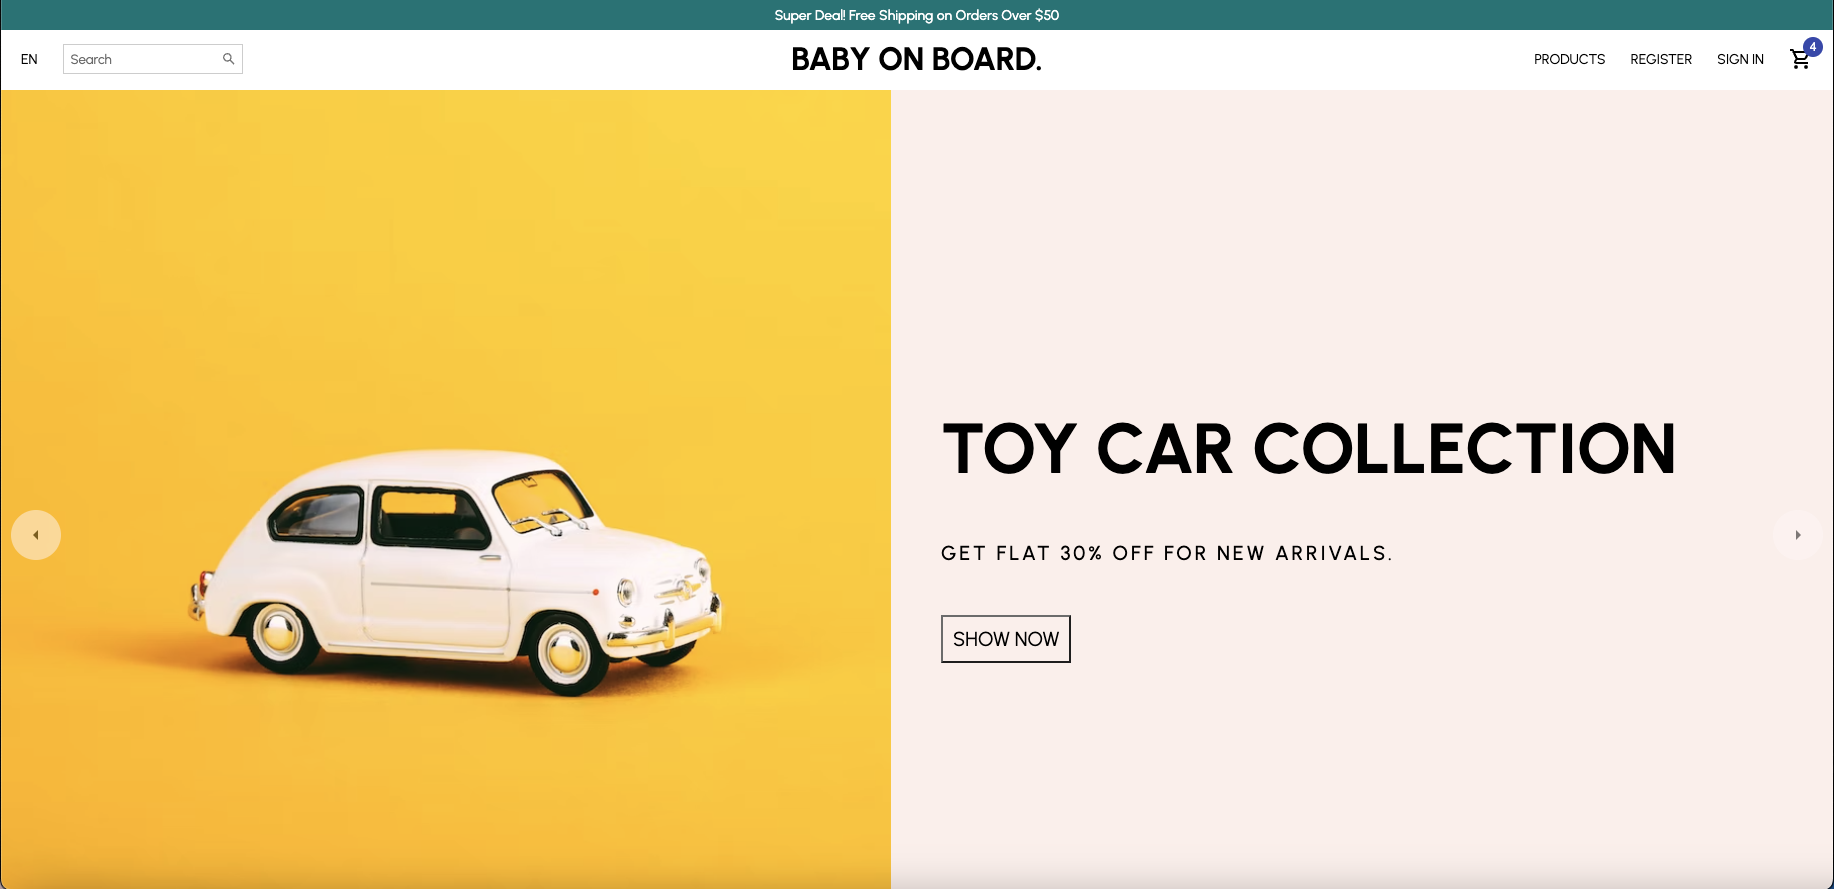 Super Deal! Free Shipping on Orders Over $50
EN
Search
BABY ON BOARD.
PRODUCTS
REGISTER
SIGN IN
4
TOY CAR COLLECTION
GET FLAT 30% OFF FOR NEW ARRIVALS.
SHOW NOW